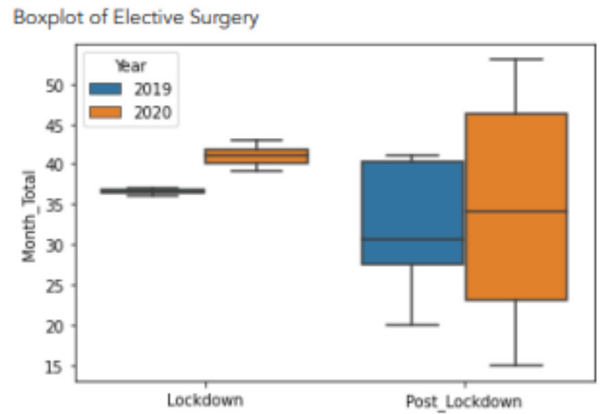 Boxplot of Elective Surgery
Year
2019
2020
50
45
40
35
30
25
20
15
Month_Total
Lockdown
Post_Lockdown